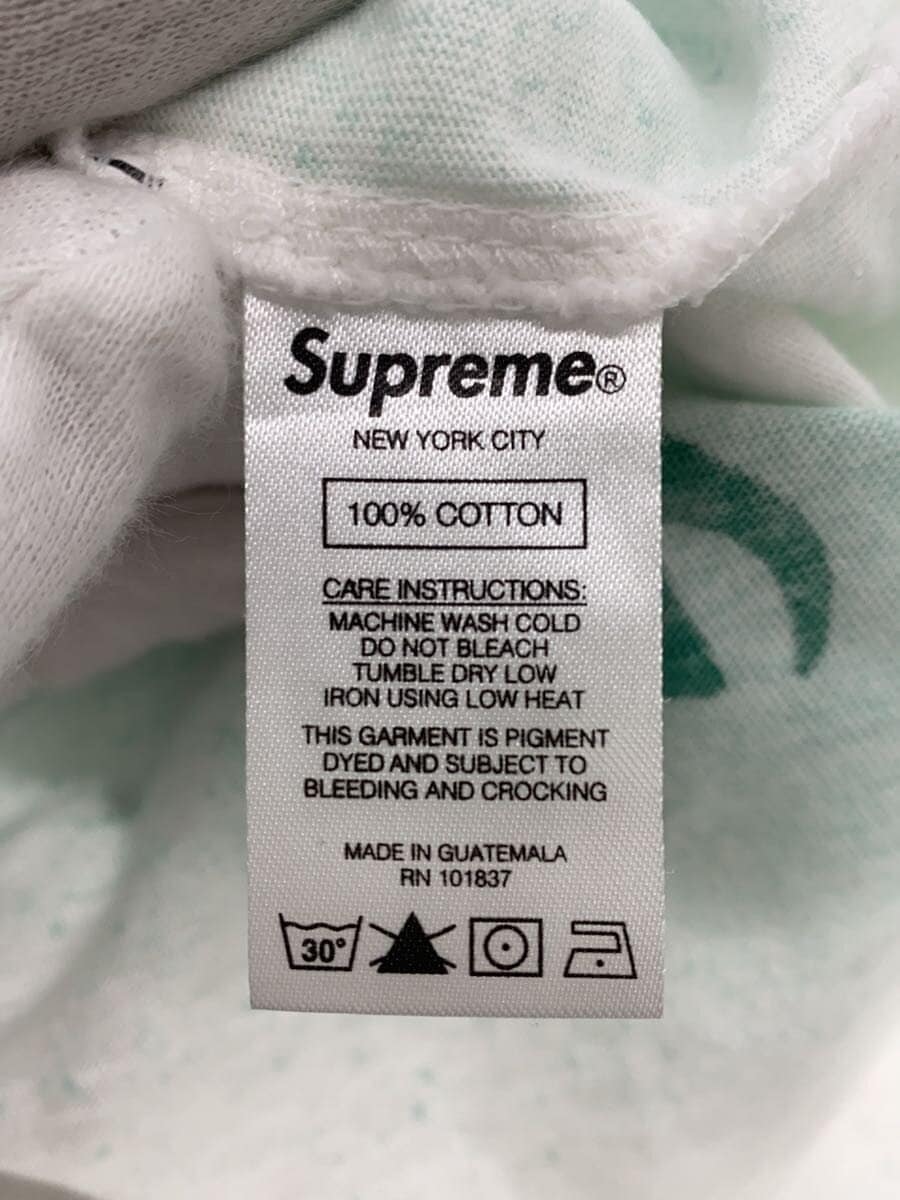 Supreme®
NEW YORK CITY
100% COTTON
CARE INSTRUCTIONS:
MACHINE WASH COLD
DO NOT BLEACH
TUMBLE DRY LOW
IRON USING LOW HEAT
THIS GARMENT IS PIGMENT
DYED AND SUBJECT TO
BLEEDING AND CROCKING
MADE IN GUATEMALA
RN 101837
30°